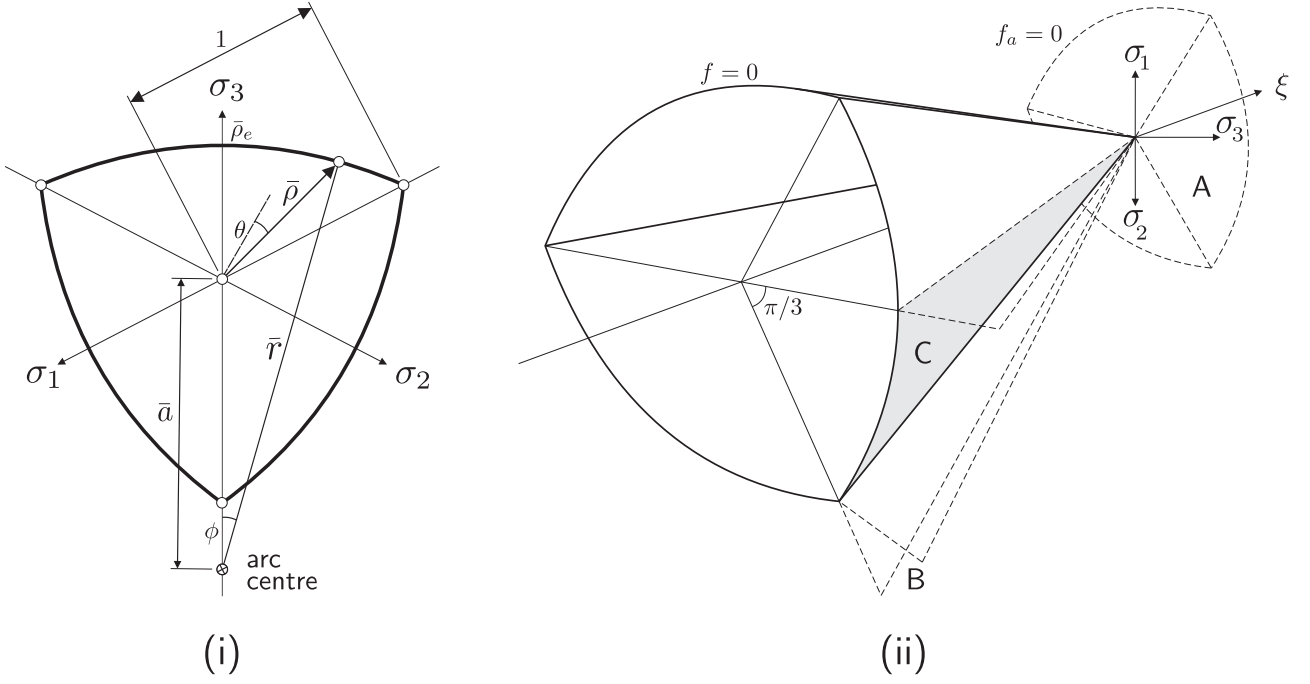 1
σ3
ρ̄e
ρ̄
θ
r̄
σ1
σ2
ā
ϕ
arc
centre
(i)
fa = 0
f = 0
σ1
ξ
σ3
A
σ2
π/3
C
B
(ii)